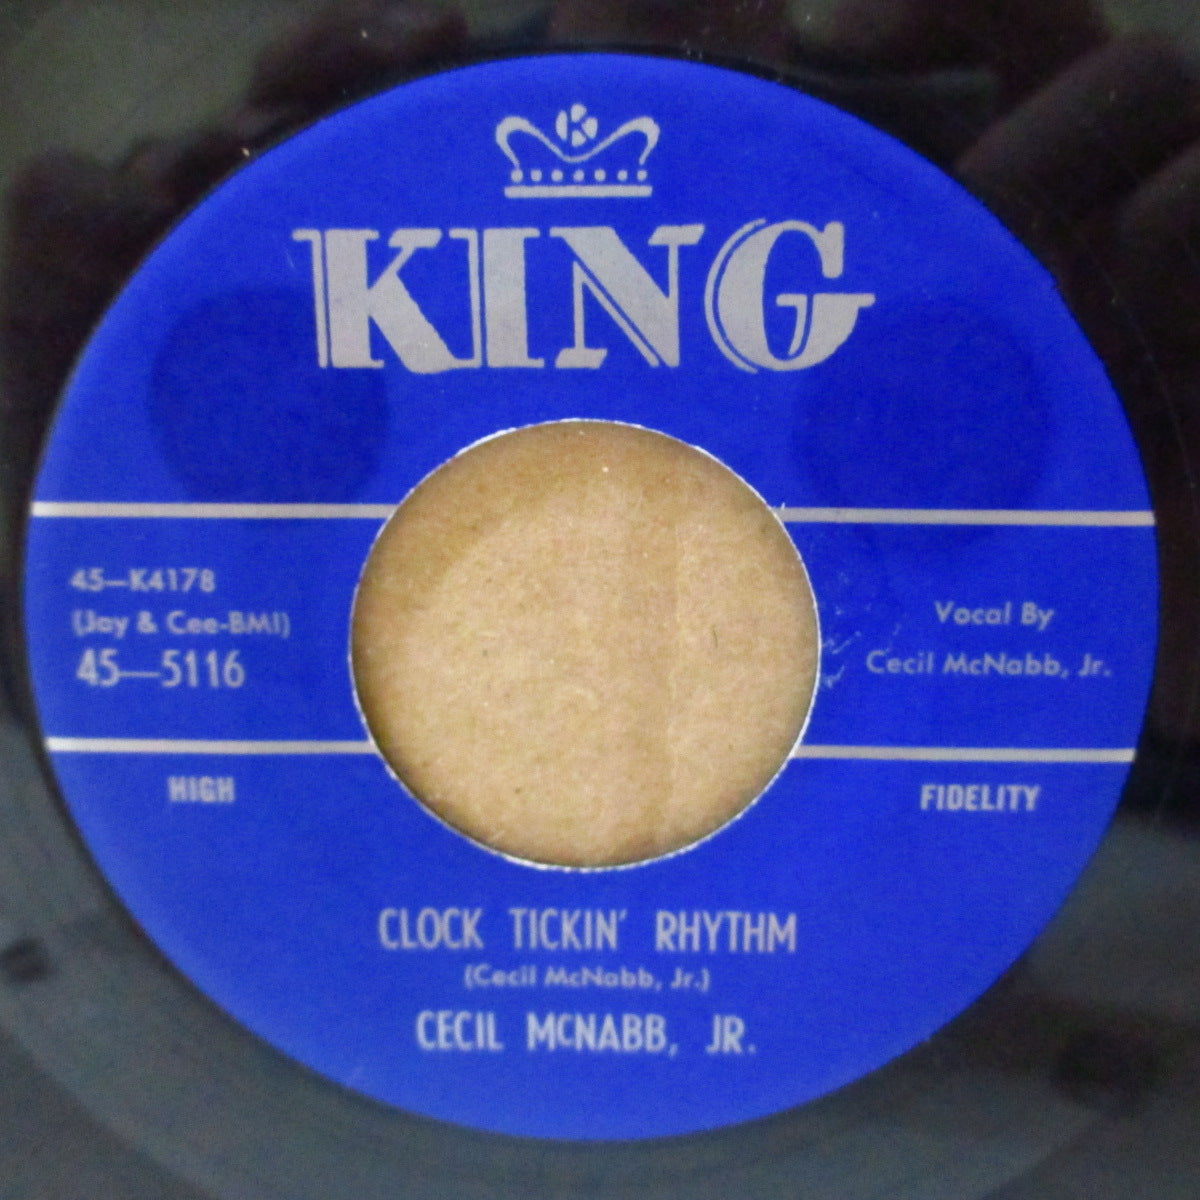 K
KING
45—K4178
(Jay & Cee-BMI)
45—5116
Vocal By
Cecil McNabb, Jr.
HIGH
FIDELITY
CLOCK TICKIN' RHYTHM
(Cecil McNabb, Jr.)
CECIL McNABB, JR.